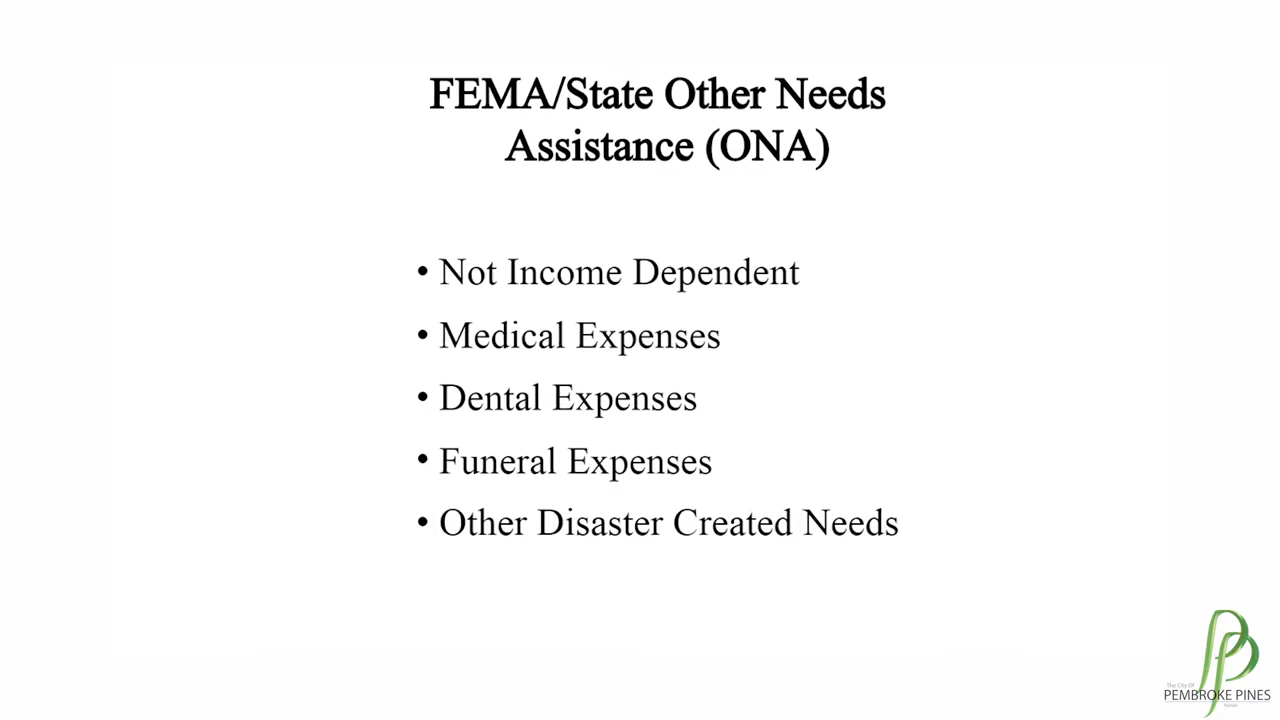 FEMA/State Other Needs
Assistance (ONA)
• Not Income Dependent
• Medical Expenses
• Dental Expenses
• Funeral Expenses
• Other Disaster Created Needs
The City Of
PEMBROKE PINES
Florida